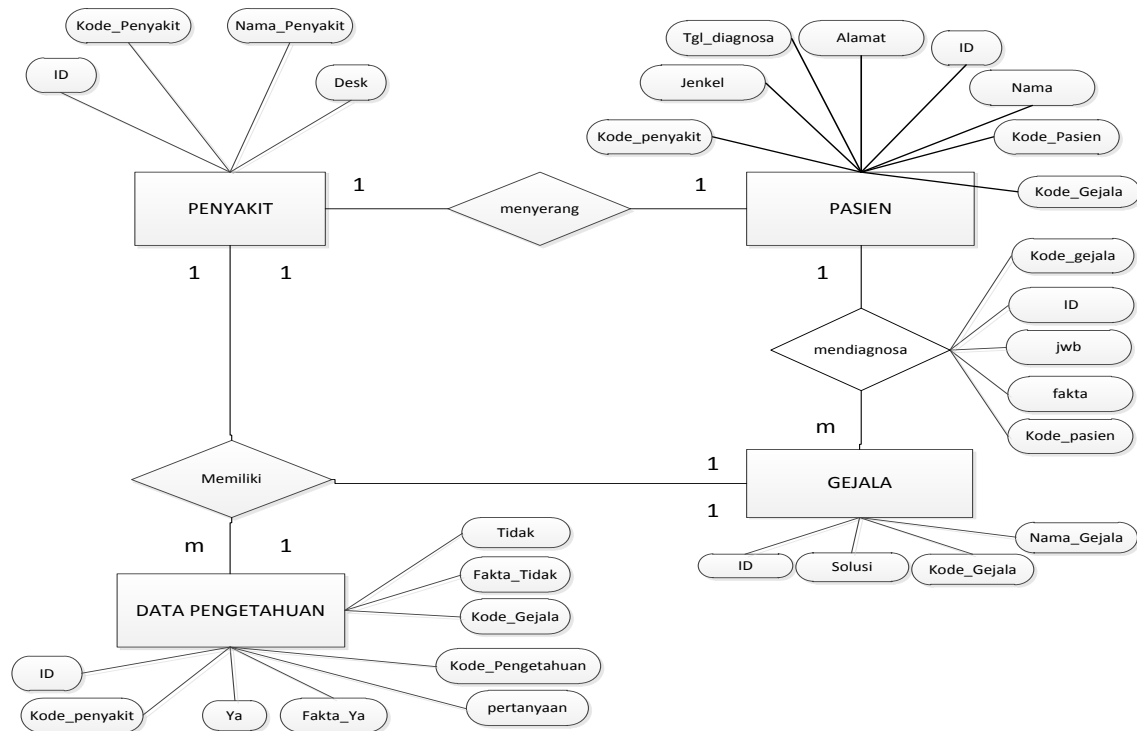 Kode_Penyakit
Nama_Penyakit
ID
Desk
Tgl_diagnosa
Alamat
ID
Jenkel
Nama
Kode_penyakit
Kode_Pasien
Kode_Gejala
PENYAKIT
1
menyerang
1
PASIEN
1
1
1
Kode_gejala
ID
mendiagnosa
jwb
fakta
Kode_pasien
m
Memiliki
1
GEJALA
1
Nama_Gejala
ID
Solusi
Kode_Gejala
m
1
Tidak
Fakta_Tidak
DATA PENGETAHUAN
Kode_Gejala
ID
Kode_Pengetahuan
Kode_penyakit
Ya
Fakta_Ya
pertanyaan